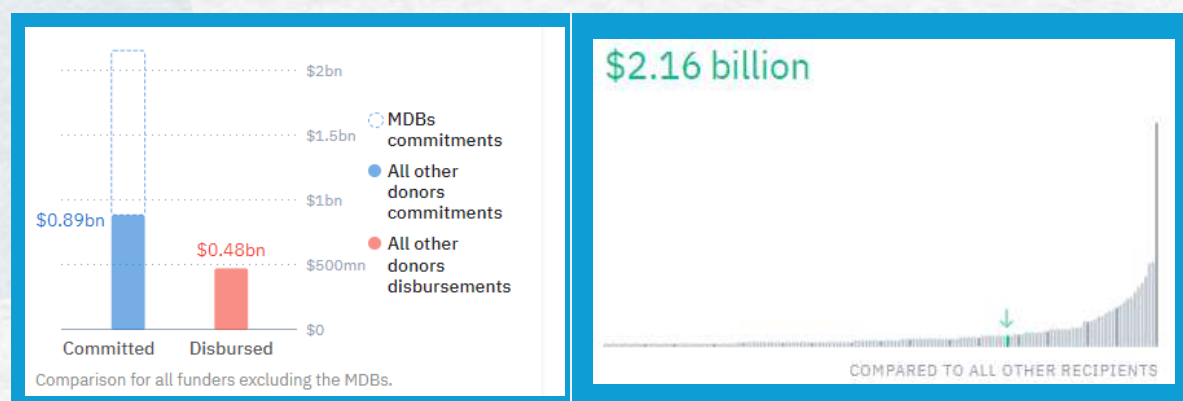 $2bn
MDBs
commitments
$1.5bn
All other
donors
commitments
$1bn
$0.89bn
$0.48bn
All other
donors
disbursements
$500mn
$0
Committed
Disbursed
Comparison for all funders excluding the MDBs.
$2.16 billion
COMPARED TO ALL OTHER RECIPIENTS